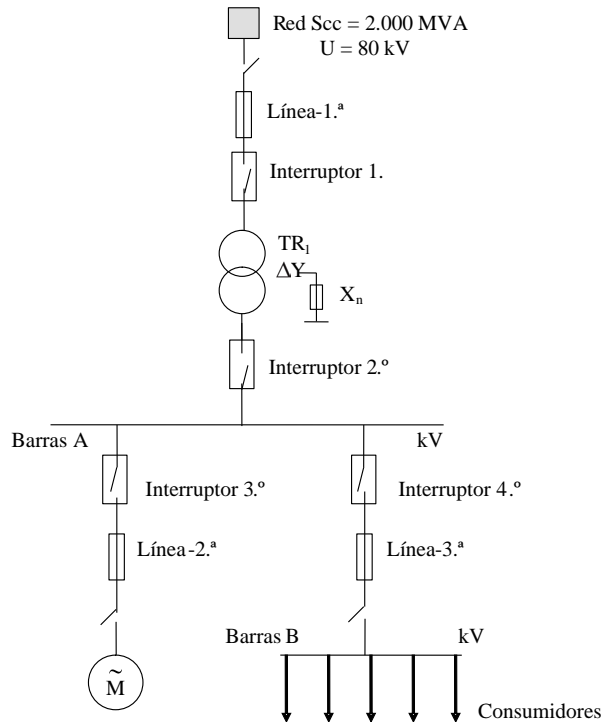 Red Scc = 2.000 MVA
U = 80 kV
Línea-1.ª
Interruptor 1.
TR₁
ΔY
Xₙ
Interruptor 2.º
Barras A
kV
Interruptor 3.º
Interruptor 4.º
Línea-2.ª
Línea-3.ª
Barras B
kV
~
M
Consumidores